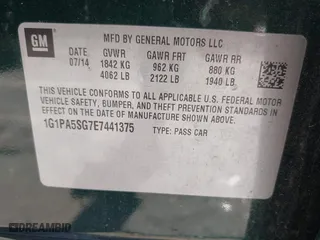 GM
MFD BY GENERAL MOTORS LLC
DATE GVWR GAWR FRT GAWR RR
07/14 1842 KG 962 KG 880 KG
4062 LB 2122 LB 1940 LB
THIS VEHICLE CONFORMS TO ALL APPLICABLE U.S. FEDERAL MOTOR
VEHICLE SAFETY, BUMPER, AND THEFT PREVENTION STANDARDS IN
EFFECT ON THE DATE OF MANUFACTURE SHOWN ABOVE.
1G1PA5SG7E7441375 TYPE: PASS CAR
DREAMBID